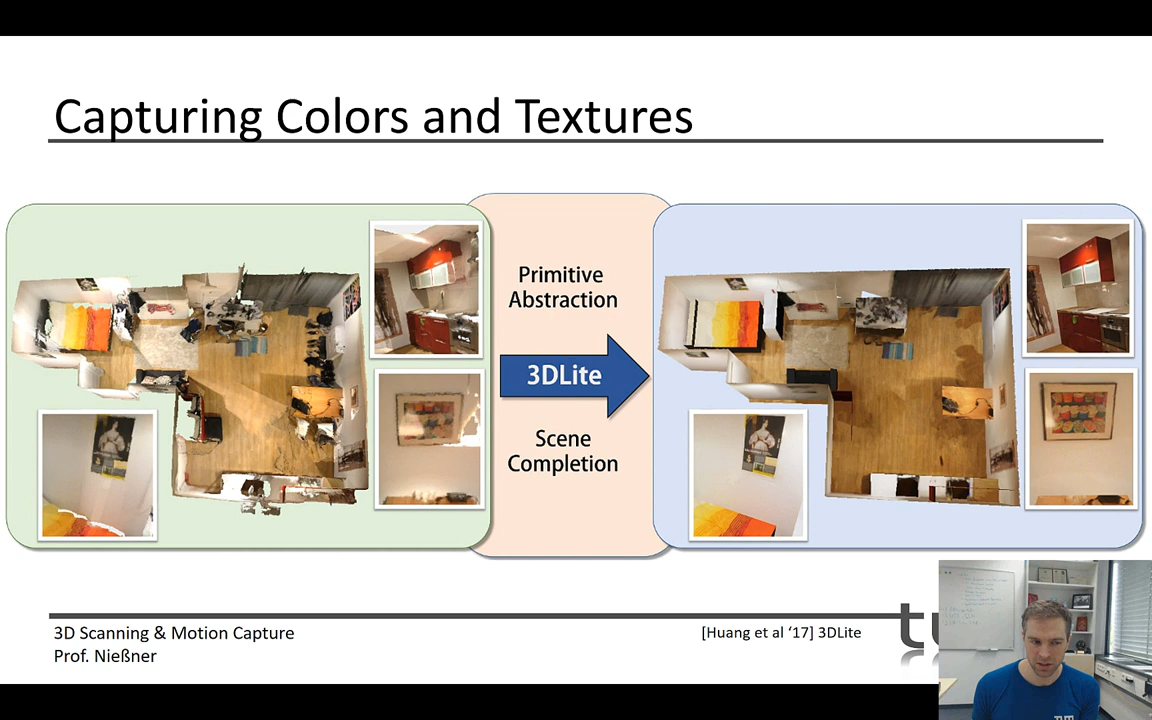 Capturing Colors and Textures
Primitive
Abstraction
3DLite
Scene
Completion
3D Scanning & Motion Capture
Prof. Nießner
[Huang et al ‘17] 3DLite